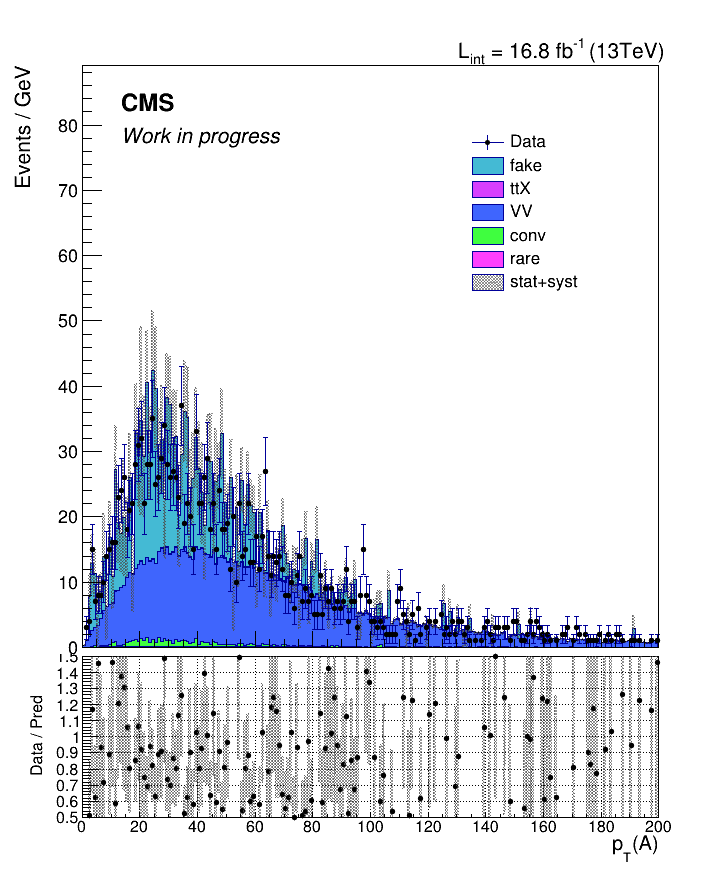 L_int = 16.8 fb^-1 (13TeV)
Events / GeV
CMS
Work in progress
Data
fake
ttX
VV
conv
rare
stat+syst
80
70
60
50
40
30
20
10
0
Data / Pred
1.5
1.4
1.3
1.2
1.1
1
0.9
0.8
0.7
0.6
0.5
0 20 40 60 80 100 120 140 160 180 200
p_T(A)